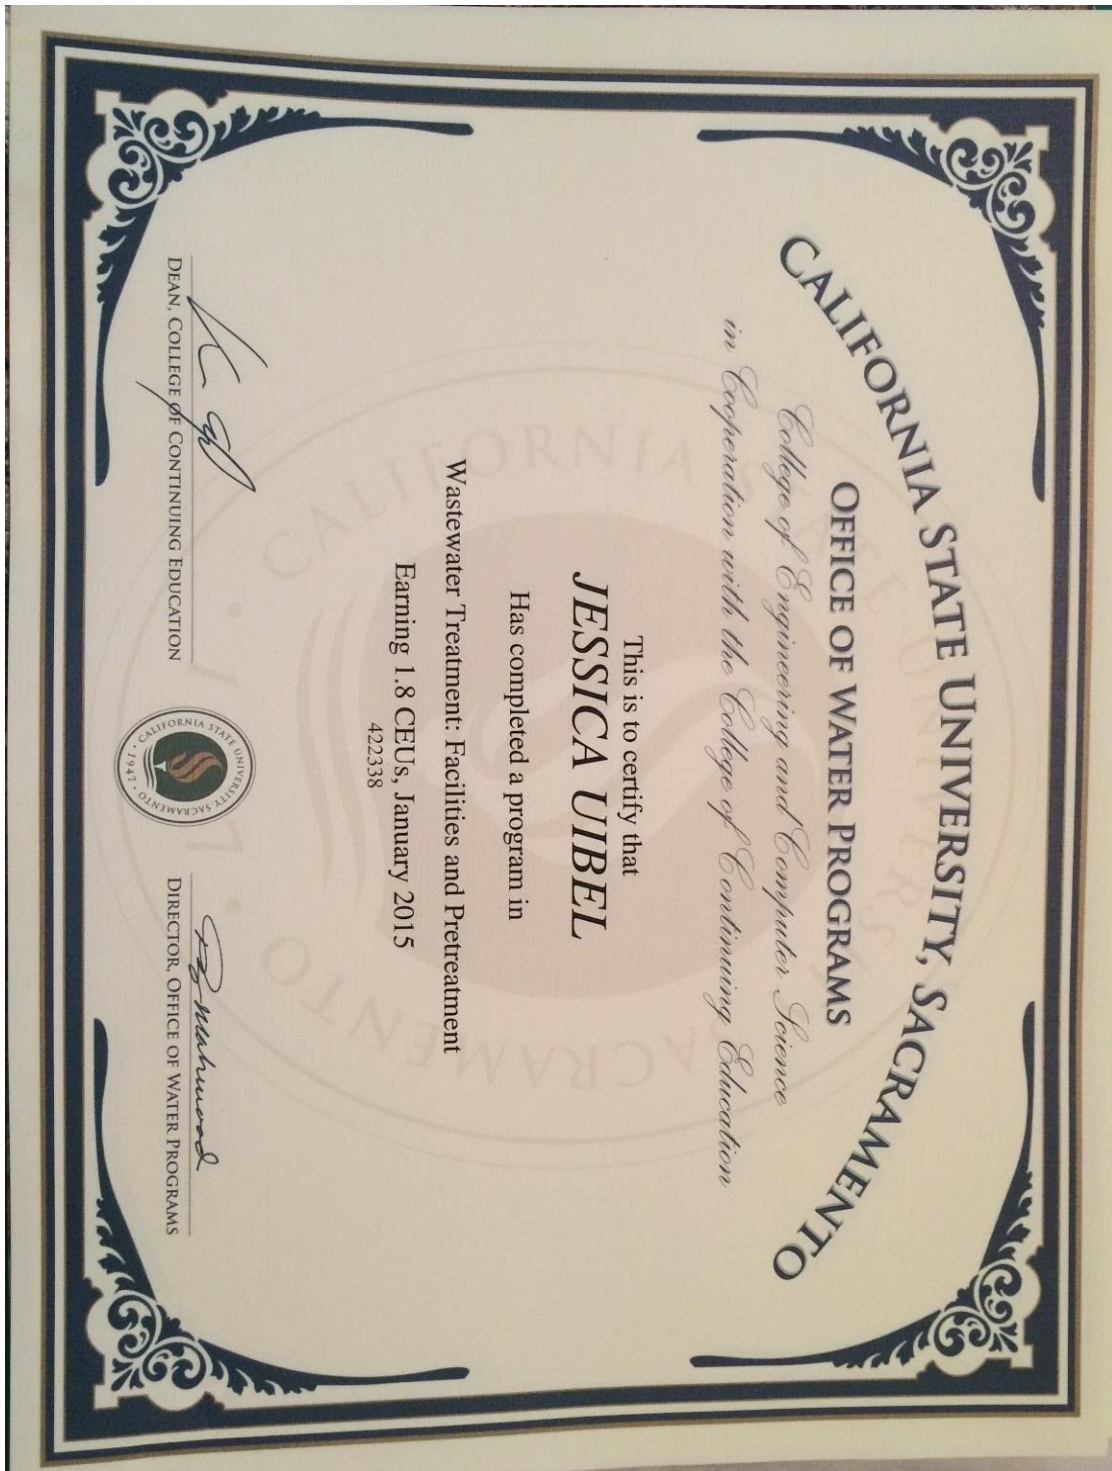 CALIFORNIA STATE UNIVERSITY, SACRAMENTO
OFFICE OF WATER PROGRAMS
College of Engineering and Computer Science
in Cooperation with the College of Continuing Education
This is to certify that
JESSICA UIBEL
Has completed a program in
Wastewater Treatment: Facilities and Pretreatment
Earning 1.8 CEUs, January 2015
422338
DEAN, COLLEGE OF CONTINUING EDUCATION
CALIFORNIA STATE UNIVERSITY, SACRAMENTO
• 1947 •
DIRECTOR, OFFICE OF WATER PROGRAMS